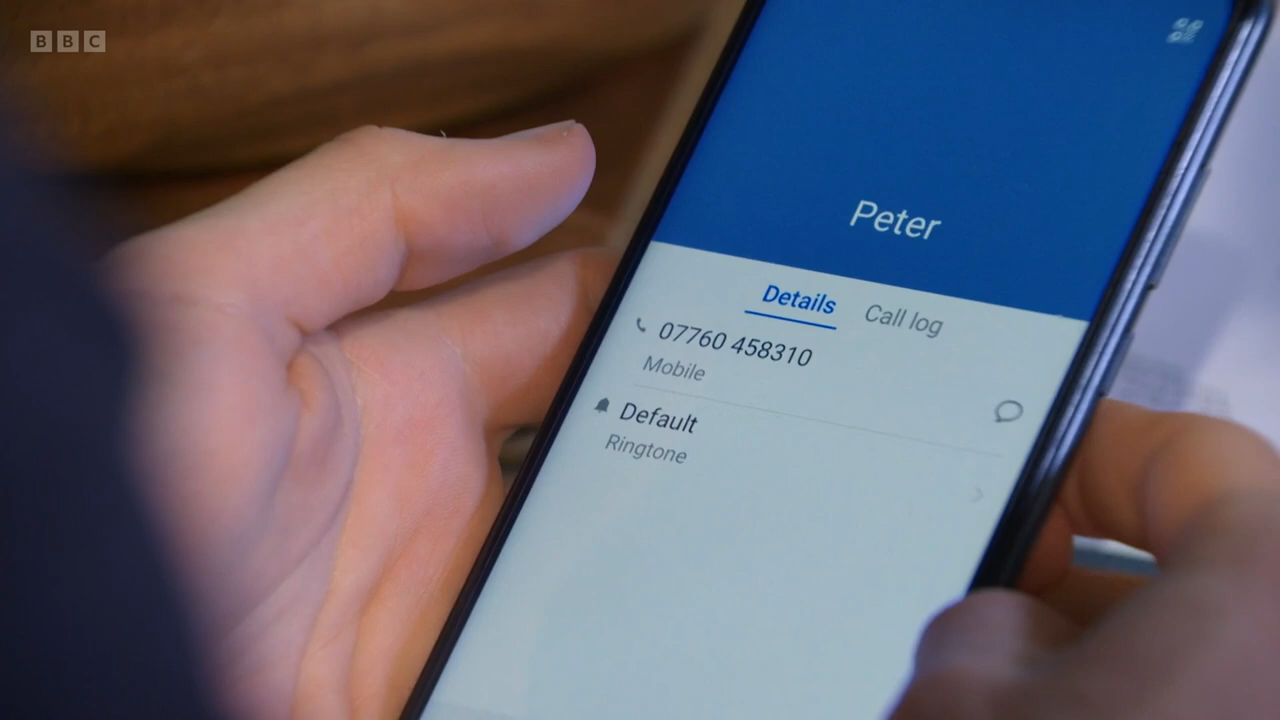 BBC
Peter
Details Call log
07760 458310
Mobile
Default
Ringtone